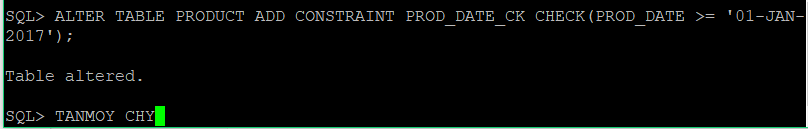 SQL> ALTER TABLE PRODUCT ADD CONSTRAINT PROD_DATE_CK CHECK(PROD_DATE >= '01-JAN-
2017');
Table altered.
SQL> TANMOY CHY